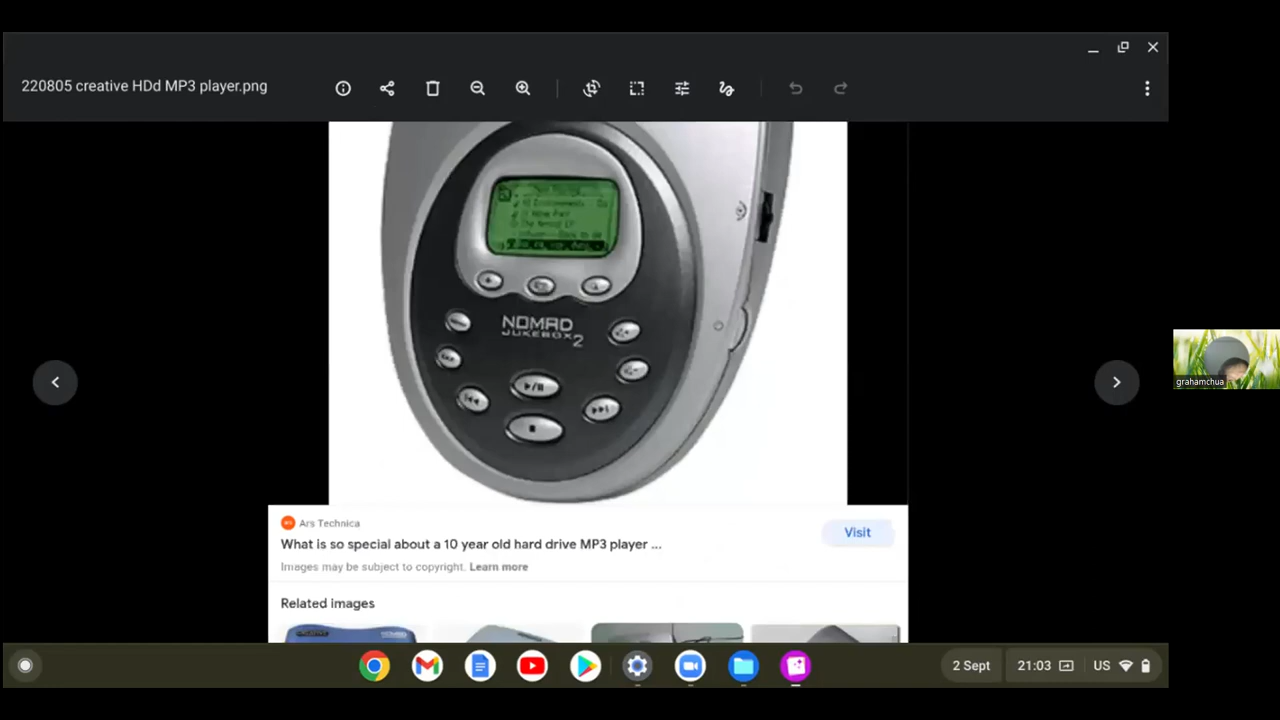 220805 creative HDd MP3 player.png
NOMAD
JUKEBOX 2
grahamchua
Ars Technica
What is so special about a 10 year old hard drive MP3 player ...
Visit
Images may be subject to copyright. Learn more
Related images
2 Sept
21:03
US